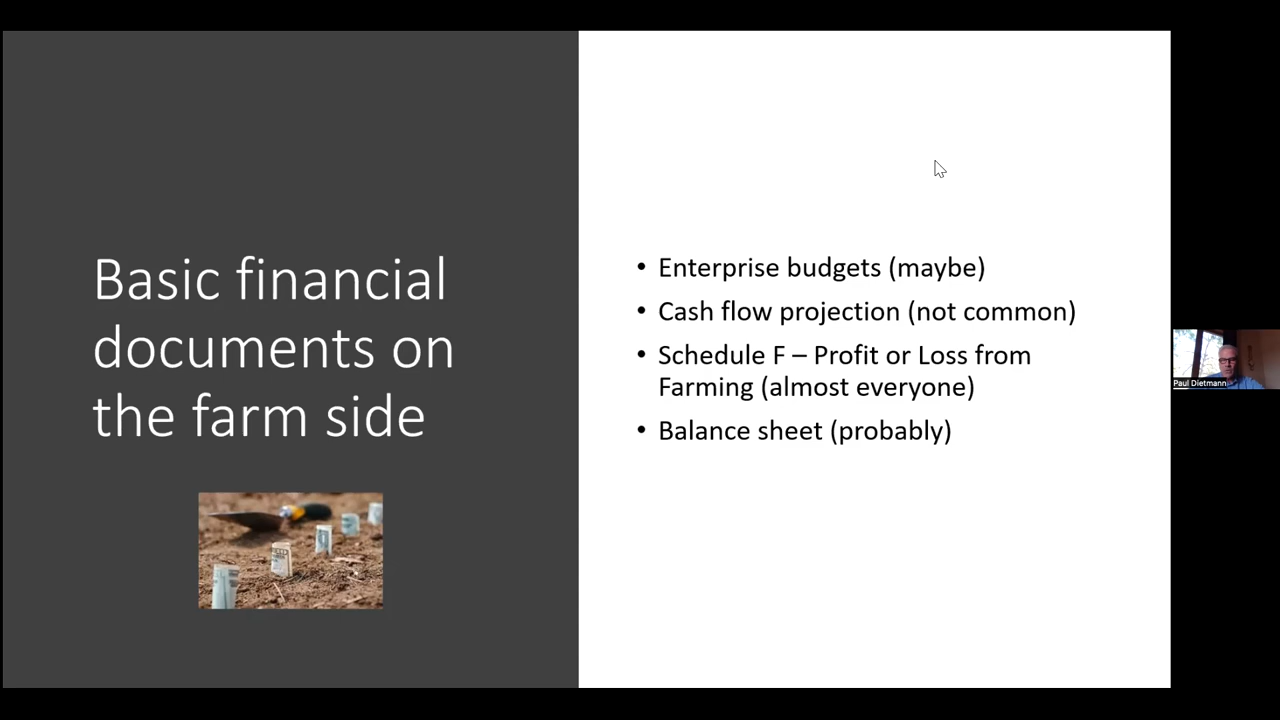 Basic financial
documents on
the farm side
• Enterprise budgets (maybe)
• Cash flow projection (not common)
• Schedule F – Profit or Loss from
Farming (almost everyone)
• Balance sheet (probably)
Paul Dietmann